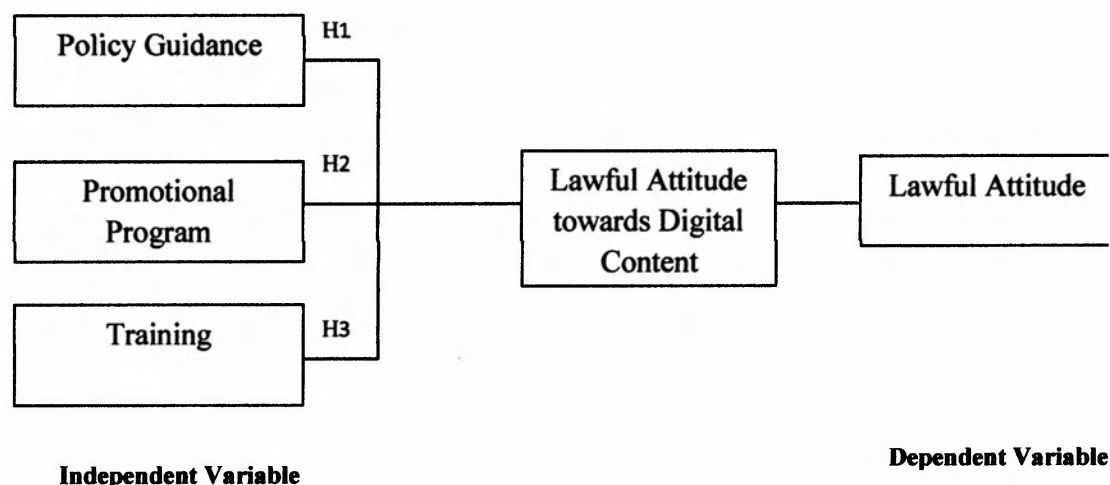 Policy Guidance
H1
Promotional
Program
H2
Training
H3
Lawful Attitude
towards Digital
Content
Lawful Attitude
Independent Variable
Dependent Variable